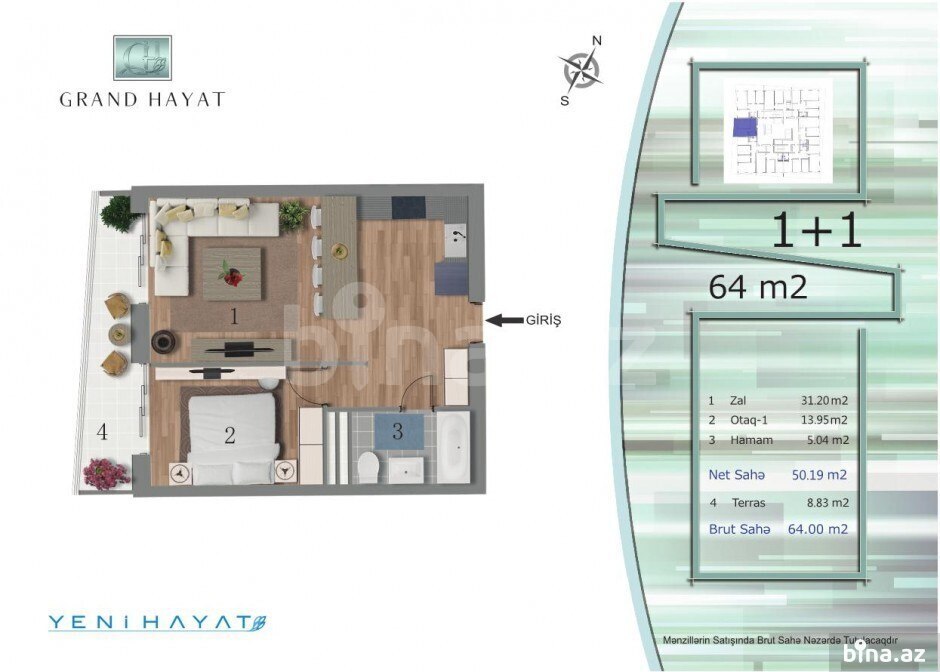 GRAND HAYAT
N
S
1+1
64 m2
1
2
3
4
GİRİŞ
bina.az
1 Zal 31.20 m2
2 Otaq-1 13.95 m2
3 Hamam 5.04 m2
Net Sahə 50.19 m2
4 Terras 8.83 m2
Brut Sahə 64.00 m2
YENİ HAYAT
Mənzillərin Satışında Brut Sahə Nəzərdə Tutulacaqdır
bina.az